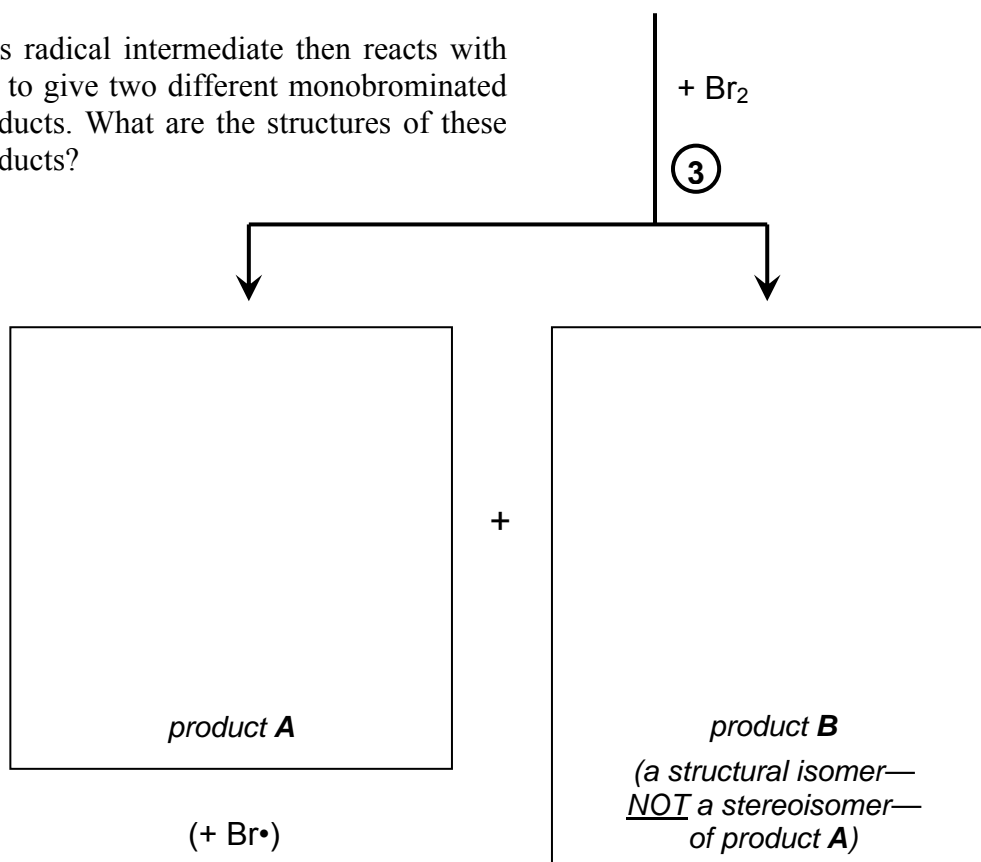 s radical intermediate then reacts with
to give two different monobrominated
ducts. What are the structures of these
ducts?
+ Br₂
3
+
product A
(+ Br•)
product B
(a structural isomer—
NOT a stereoisomer—
of product A)